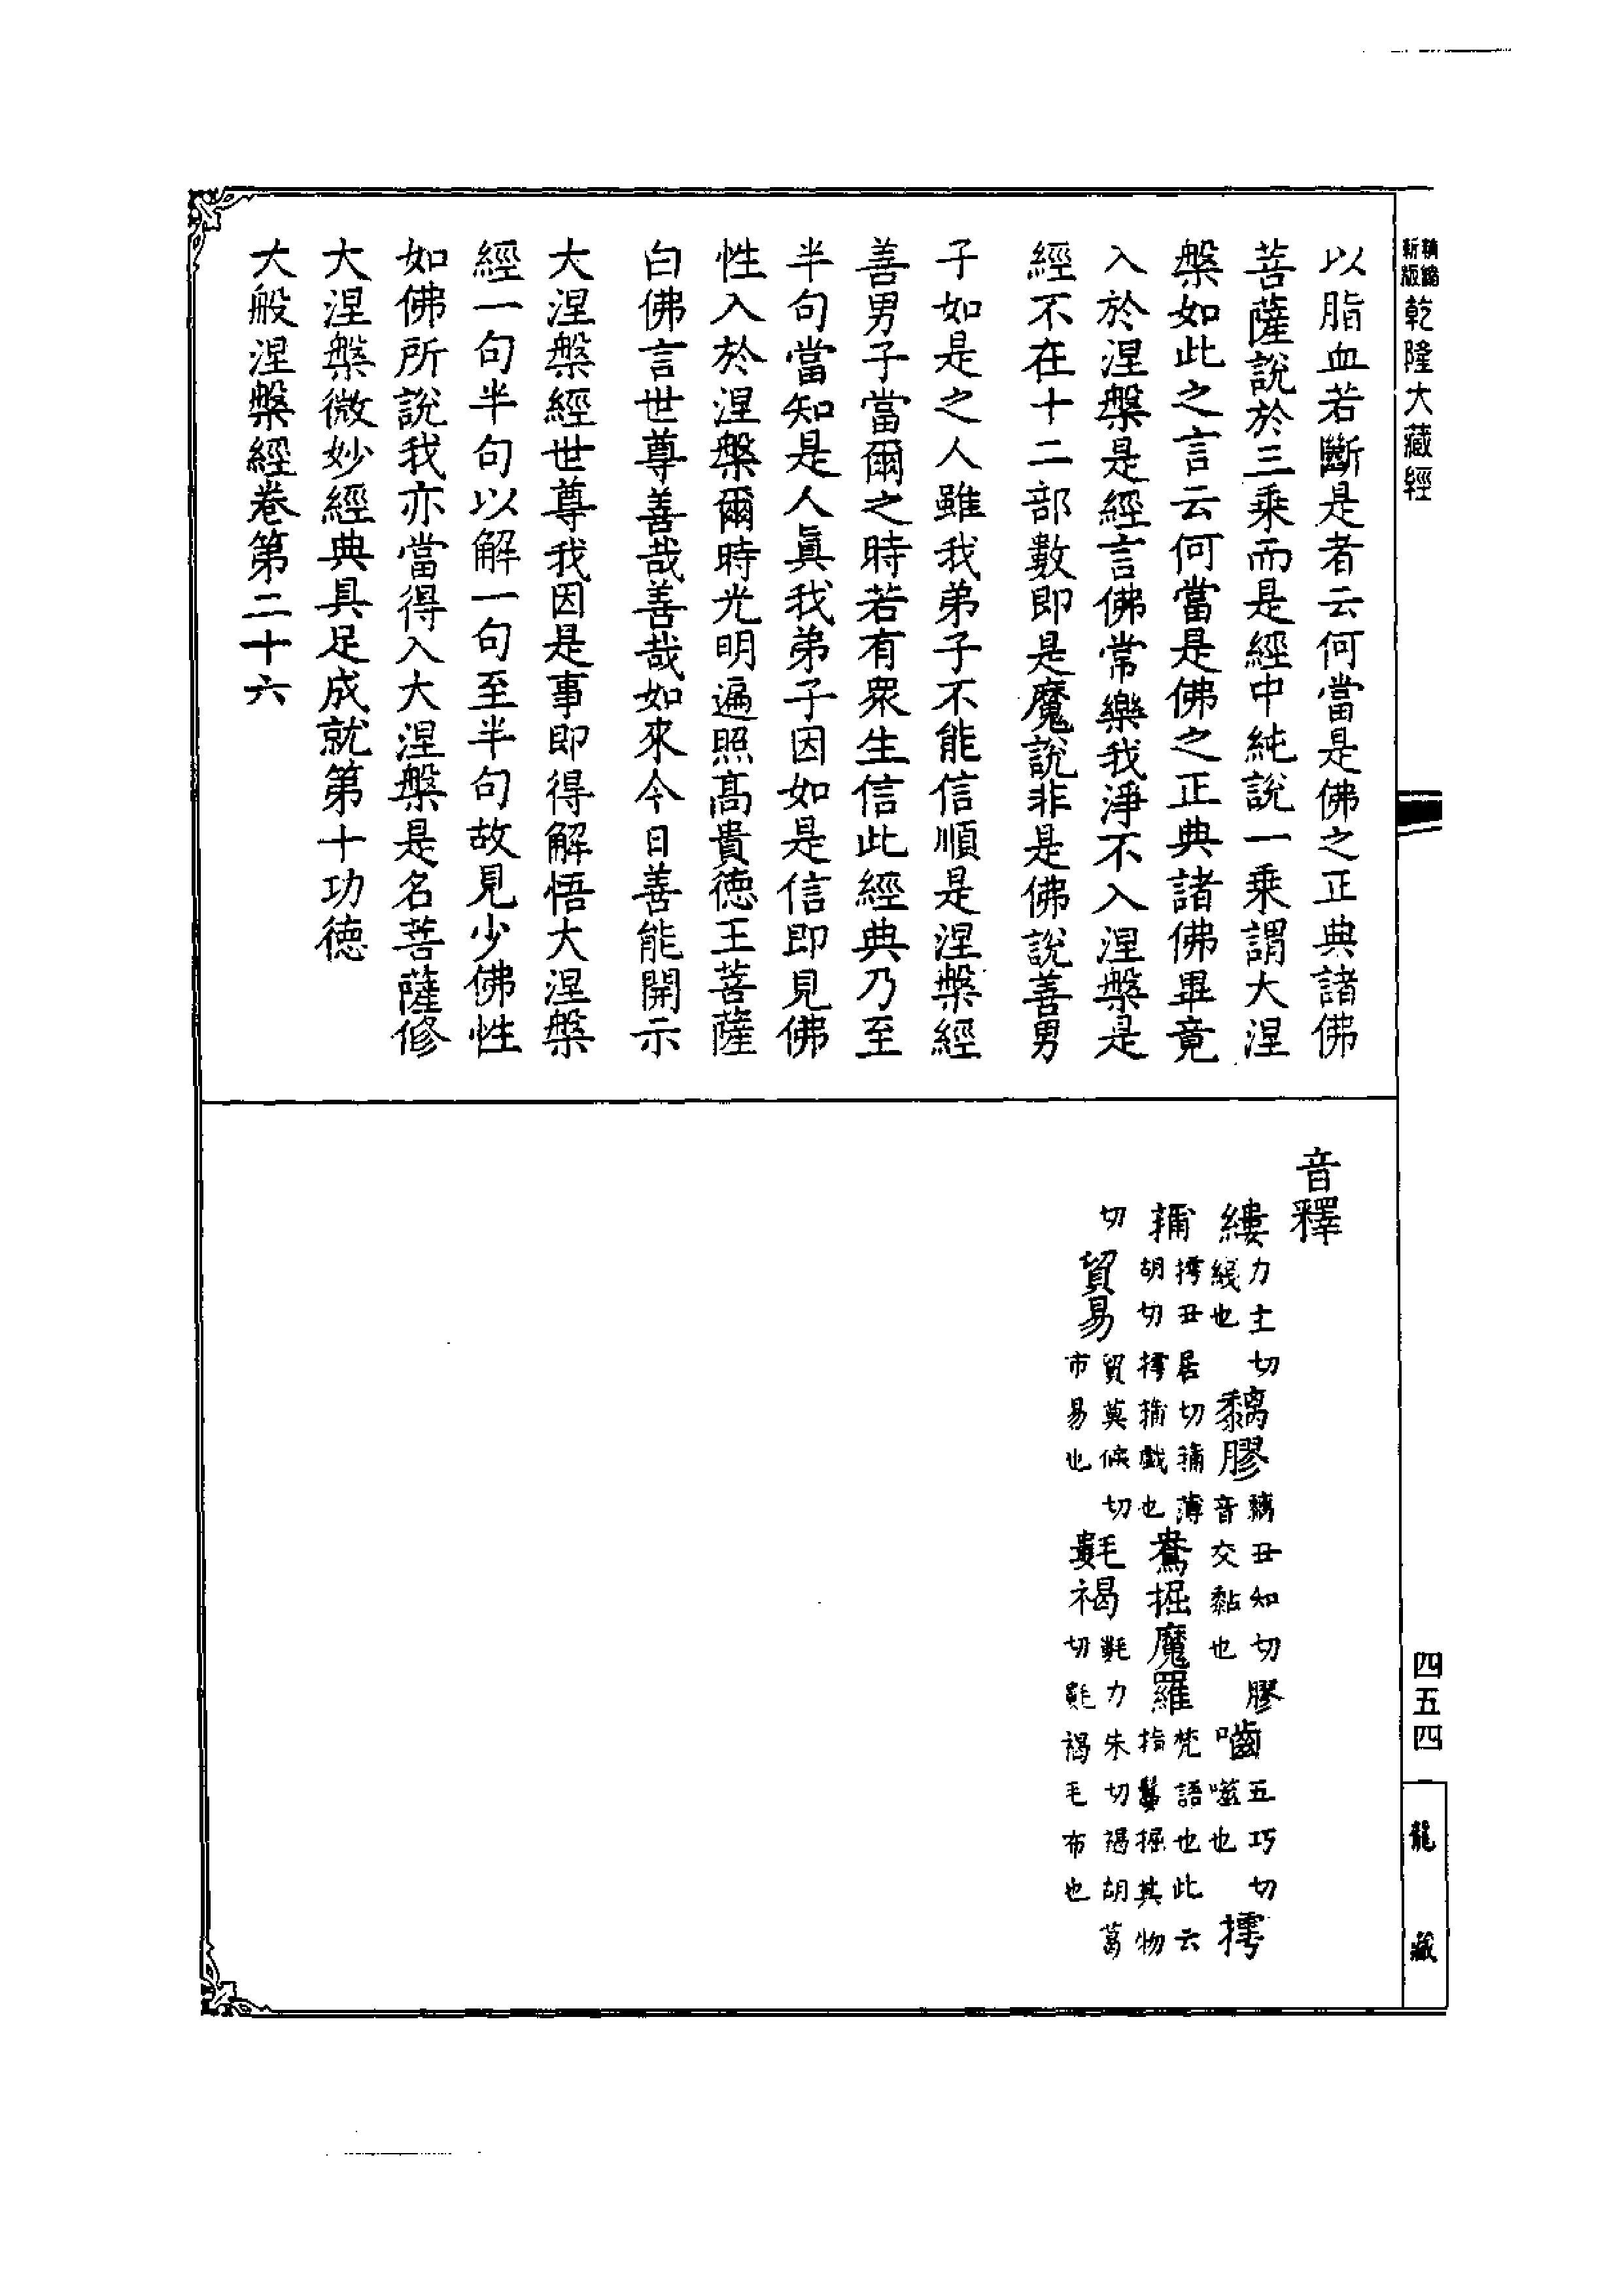 精縮新版乾隆大藏經
以脂血若斷是者云何當是佛之正典諸佛
菩薩說於三乘而是經中純說一乘謂大涅
槃如此之言云何當是佛之正典諸佛畢竟
入於涅槃是經言佛常樂我淨不入涅槃是
經不在十二部數即是魔說非是佛說善男
子如是之人雖我弟子不能信順是涅槃經
善男子當爾之時若有眾生信此經典乃至
半句當知是人眞我弟子因如是信即見佛
性入於涅槃爾時光明遍照高貴德王菩薩
白佛言世尊善哉善哉如來今日善能開示
大涅槃經世尊我因是事即得解悟大涅槃
經一句半句以解一句至半句故見少佛性
如佛所說我亦當得入大涅槃是名菩薩修
大涅槃微妙經典具足成就第十功德
大般涅槃經卷第二十六
音釋
縷力主切綫也 黐膠黐丑知切膠音交黏也 嚙五巧切噬也 摴
蒱摴丑居切蒱薄胡切摴蒱戲也 鴦掘魔羅梵語也此云指鬘掘其物
切 貿易貿莫候切市易也 氀褐氀力朱切褐胡葛切氀褐毛布也
四五四
龍藏